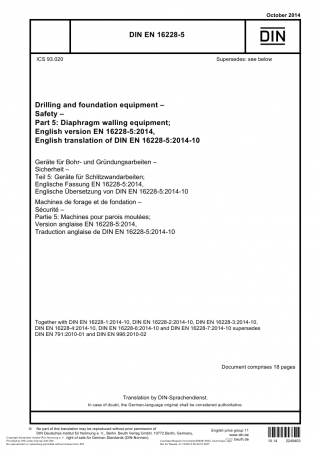 October 2014
DIN EN 16228-5
DIN
ICS 93.020
Supersedes: see below
Drilling and foundation equipment –
Safety –
Part 5: Diaphragm walling equipment;
English version EN 16228-5:2014,
English translation of DIN EN 16228-5:2014-10
Geräte für Bohr- und Gründungsarbeiten –
Sicherheit –
Teil 5: Geräte für Schlitzwandarbeiten;
Englische Fassung EN 16228-5:2014,
Englische Übersetzung von DIN EN 16228-5:2014-10
Machines de forage et de fondation –
Sécurité –
Partie 5: Machines pour parois moulées;
Version anglaise EN 16228-5:2014,
Traduction anglaise de DIN EN 16228-5:2014-10
Together with DIN EN 16228-1:2014-10, DIN EN 16228-2:2014-10, DIN EN 16228-3:2014-10,
DIN EN 16228-4:2014-10, DIN EN 16228-6:2014-10 and DIN EN 16228-7:2014-10 supersedes
DIN EN 791:2010-01 and DIN EN 996:2010-02
Document comprises 18 pages
Translation by DIN-Sprachendienst.
In case of doubt, the German-language original shall be considered authoritative.
No part of this translation may be reproduced without prior permission of
DIN Deutsches Institut für Normung e. V., Berlin. Beuth Verlag GmbH, 10772 Berlin, Germany,
right of sale for German Standards (DIN-Normen).
English price group 11
www.din.de
www.beuth.de